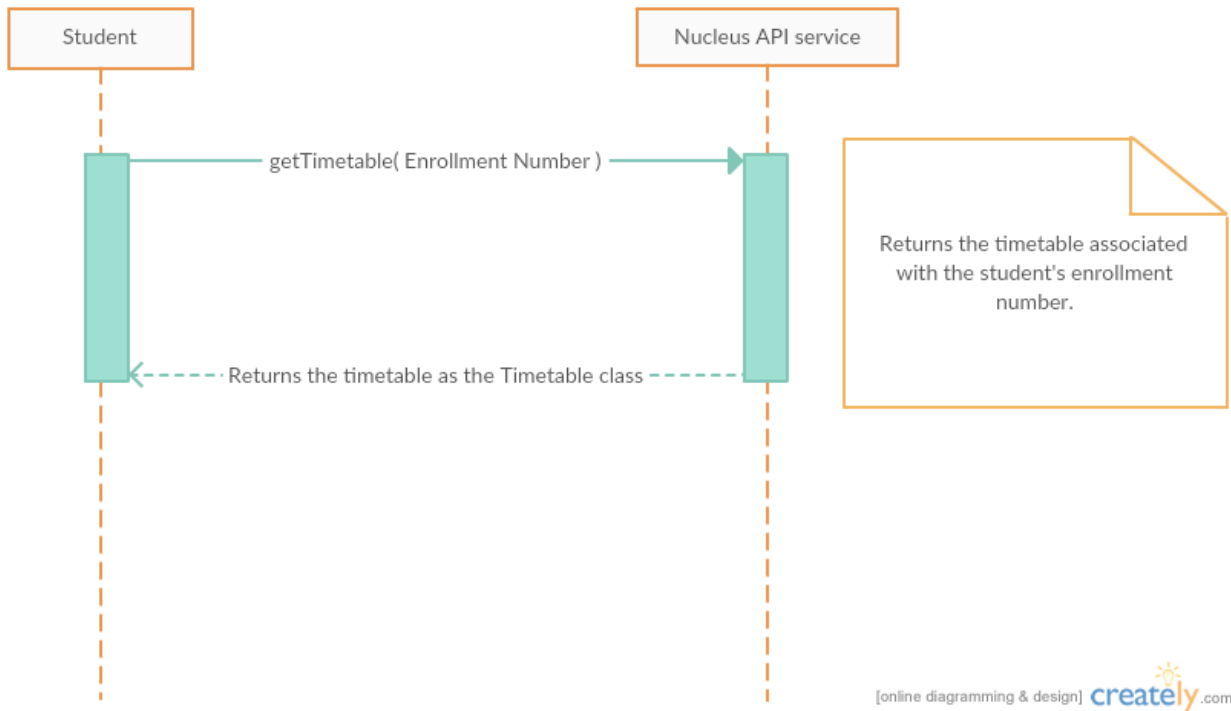 Student
Nucleus API service
getTimetable( Enrollment Number )
Returns the timetable associated
with the student's enrollment
number.
Returns the timetable as the Timetable class
[online diagramming & design] creately.com